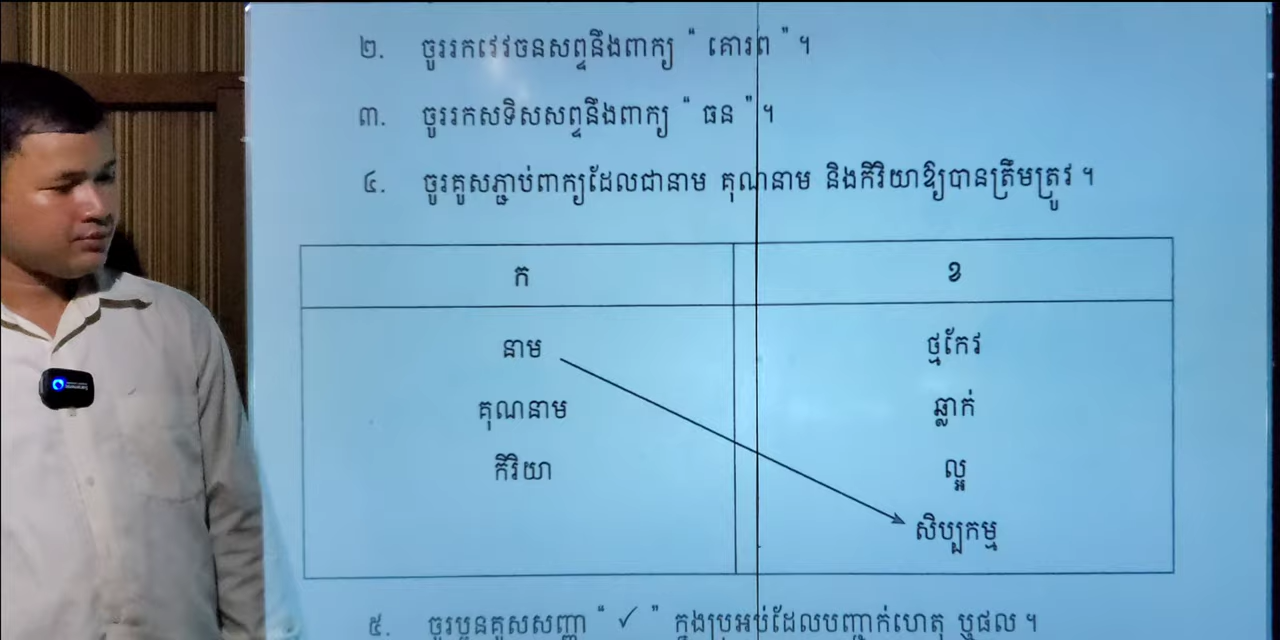 ២. ចូររកវេវចនសព្ទនឹងពាក្យ “ គោរព ” ។
៣. ចូររកសទិសសព្ទនឹងពាក្យ “ ធន ” ។
៤. ចូរគូសភ្ជាប់ពាក្យដែលជានាម គុណនាម និងកិរិយាឱ្យបានត្រឹមត្រូវ ។
ក ខ
នាម ថ្មកែវ
គុណនាម ឆ្លាក់
កិរិយា ល្អ
សិប្បកម្ម
៥. ចូរប្អូនគូសសញ្ញា “ ✓ ” ក្នុងប្រអប់ដែលបញ្ជាក់ហេតុ ឬផល ។